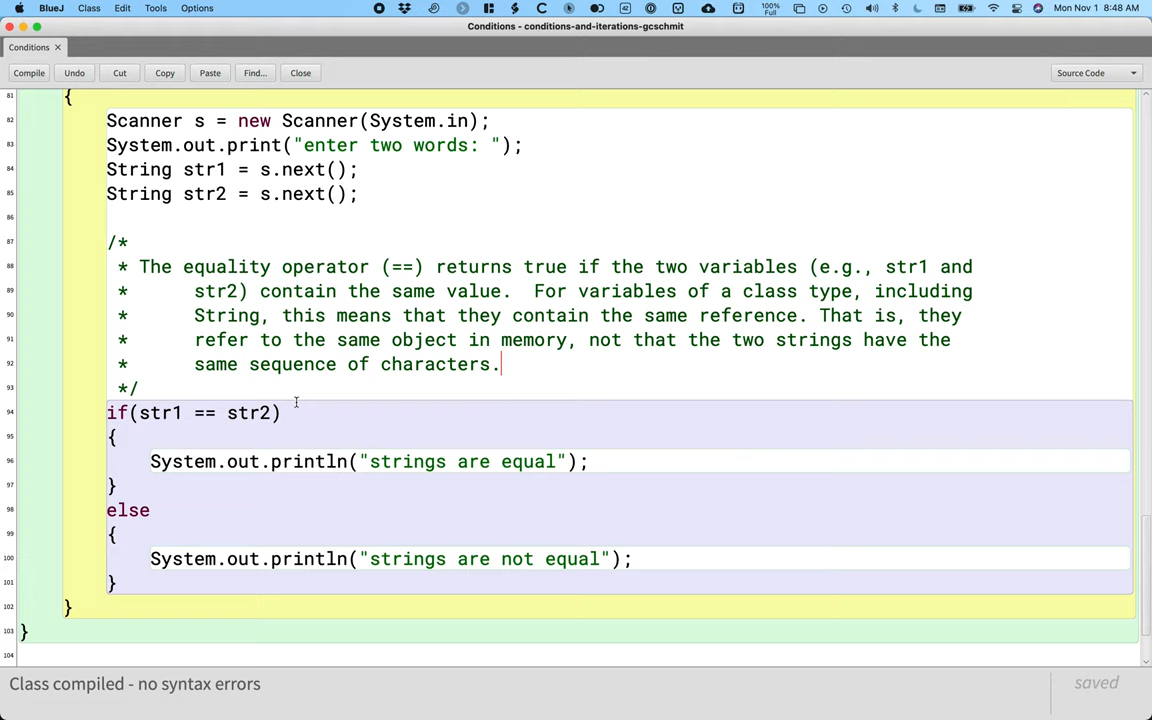 BlueJ Class Edit Tools Options 100% Full Mon Nov 1 8:48 AM
Conditions - conditions-and-iterations-gcschmit
Conditions ✕
Compile Undo Cut Copy Paste Find... Close Source Code
81 {
82 Scanner s = new Scanner(System.in);
83 System.out.print("enter two words: ");
84 String str1 = s.next();
85 String str2 = s.next();
86
87 /*
88 * The equality operator (==) returns true if the two variables (e.g., str1 and
89 * str2) contain the same value. For variables of a class type, including
90 * String, this means that they contain the same reference. That is, they
91 * refer to the same object in memory, not that the two strings have the
92 * same sequence of characters.
93 */
94 if(str1 == str2)
95 {
96 System.out.println("strings are equal");
97 }
98 else
99 {
100 System.out.println("strings are not equal");
101 }
102 }
103 }
104
Class compiled - no syntax errors saved